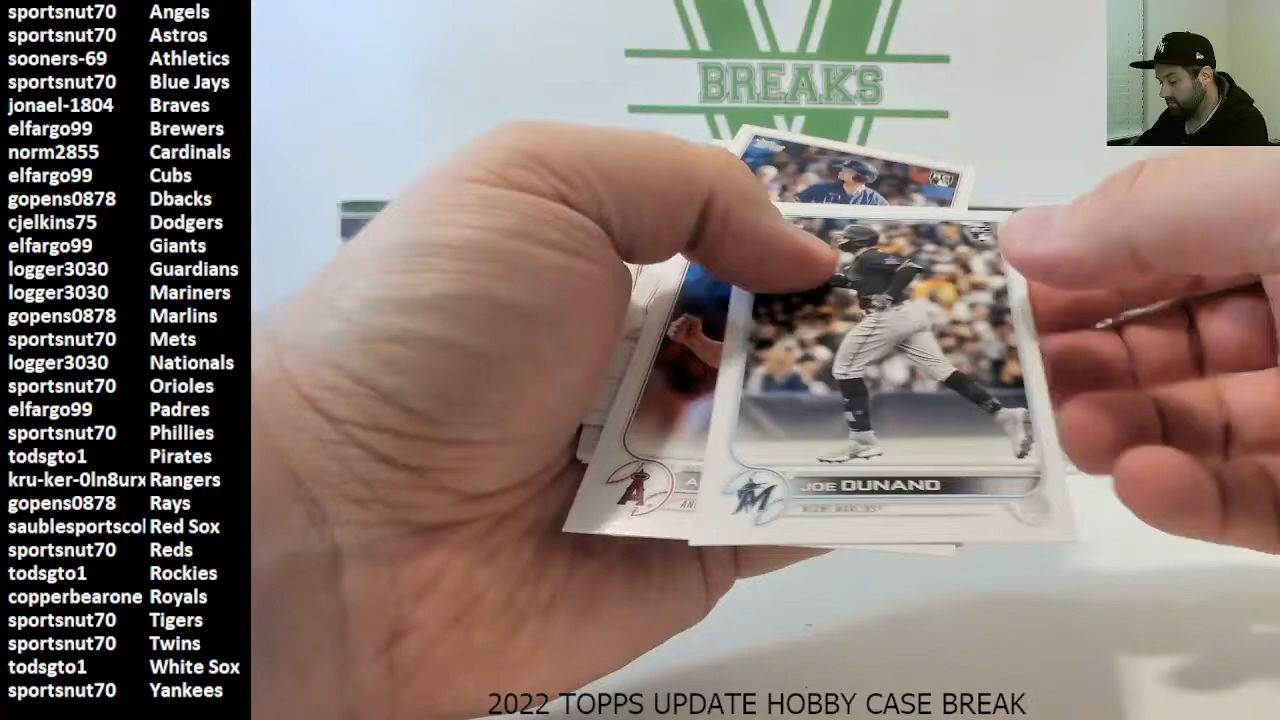 sportsnut70 Angels
sportsnut70 Astros
sooners-69 Athletics
sportsnut70 Blue Jays
jonael-1804 Braves
elfargo99 Brewers
norm2855 Cardinals
elfargo99 Cubs
gopens0878 Dbacks
cjelkins75 Dodgers
elfargo99 Giants
logger3030 Guardians
logger3030 Mariners
gopens0878 Marlins
sportsnut70 Mets
logger3030 Nationals
sportsnut70 Orioles
elfargo99 Padres
sportsnut70 Phillies
todsgto1 Pirates
kru-ker-0ln8urx Rangers
gopens0878 Rays
saublesportscol Red Sox
sportsnut70 Reds
todsgto1 Rockies
copperbearone Royals
sportsnut70 Tigers
sportsnut70 Twins
todsgto1 White Sox
sportsnut70 Yankees
V
BREAKS
JOE DUNAND
MIAMI MARLINS
2022 TOPPS UPDATE HOBBY CASE BREAK